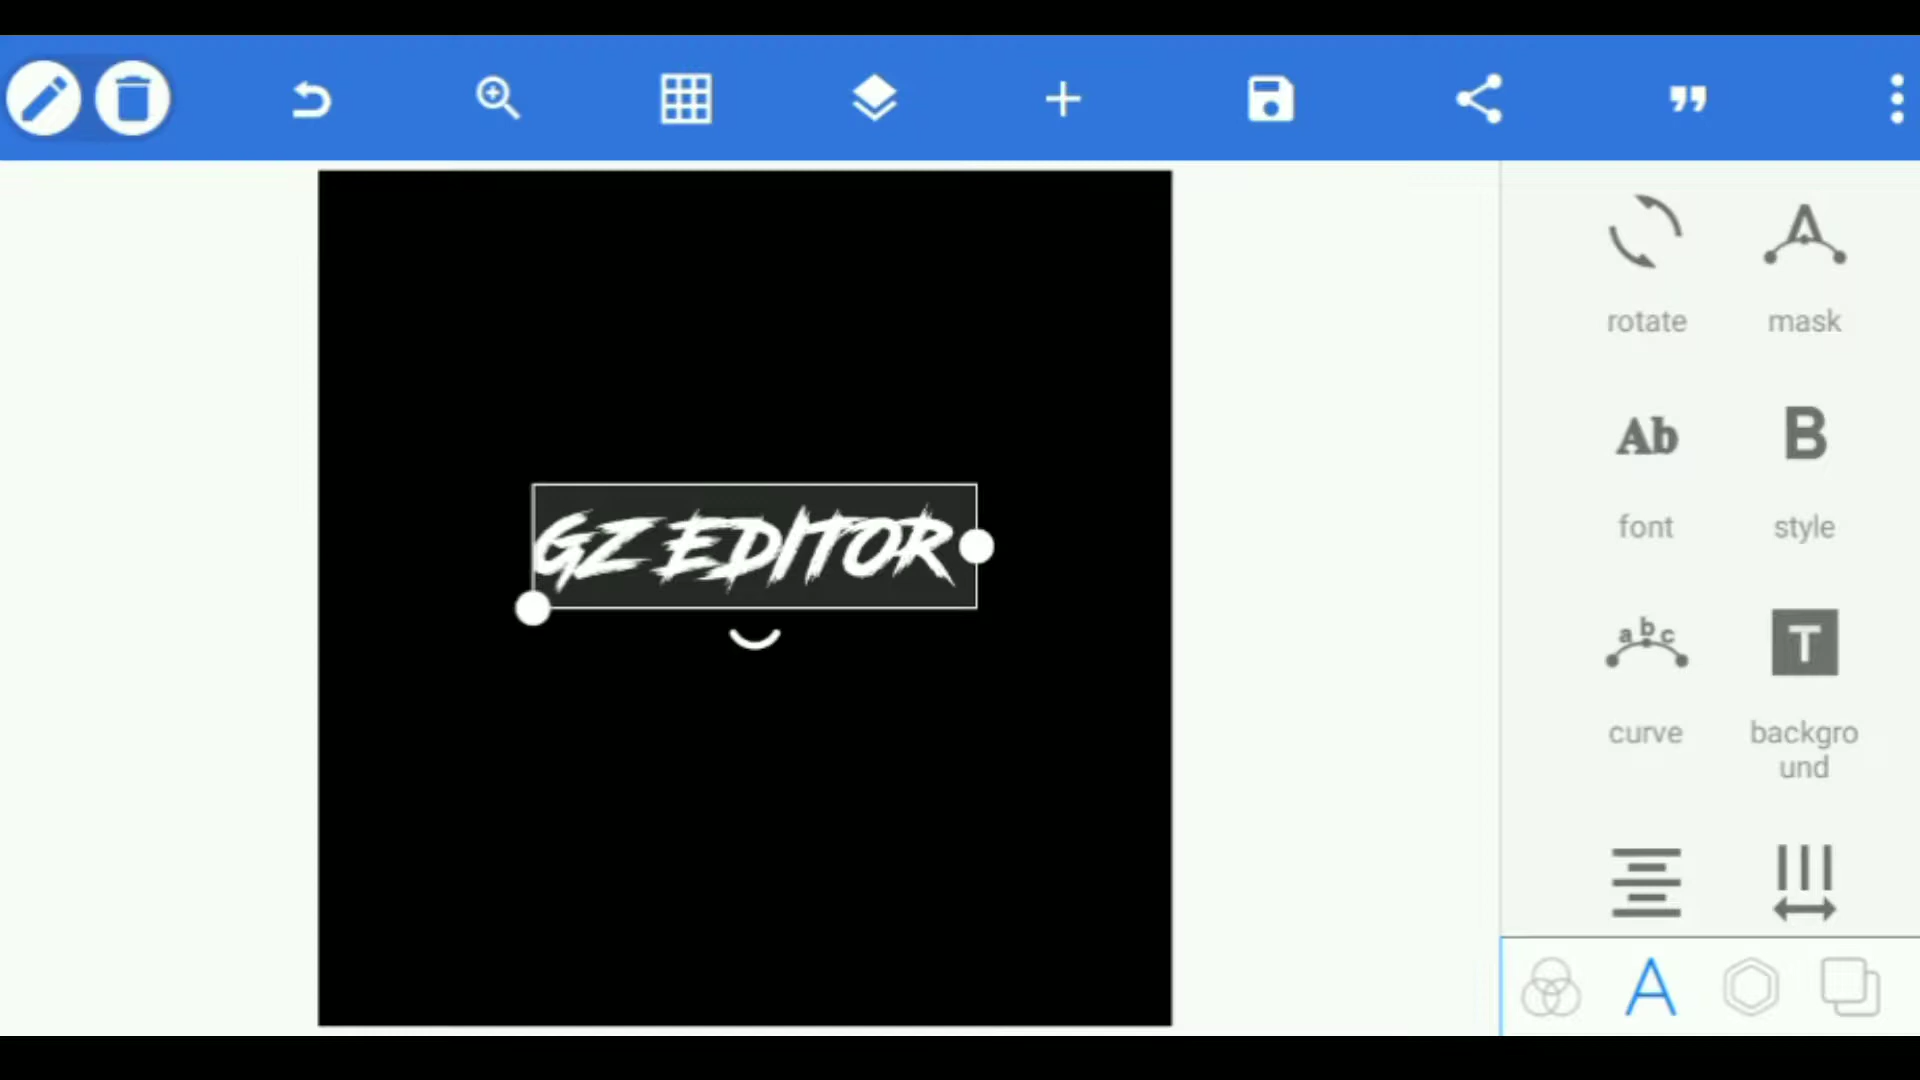 GZ EDITOR
rotate
mask
Ab
B
font
style
abc
T
curve
backgro
und
A